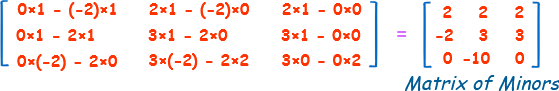 0×1 - (-2)×1 2×1 - (-2)×0 2×1 - 0×0 2 2 2
0×1 - 2×1 3×1 - 2×0 3×1 - 0×0 = -2 3 3
0×(-2) - 2×0 3×(-2) - 2×2 3×0 - 0×2 0 -10 0
Matrix of Minors